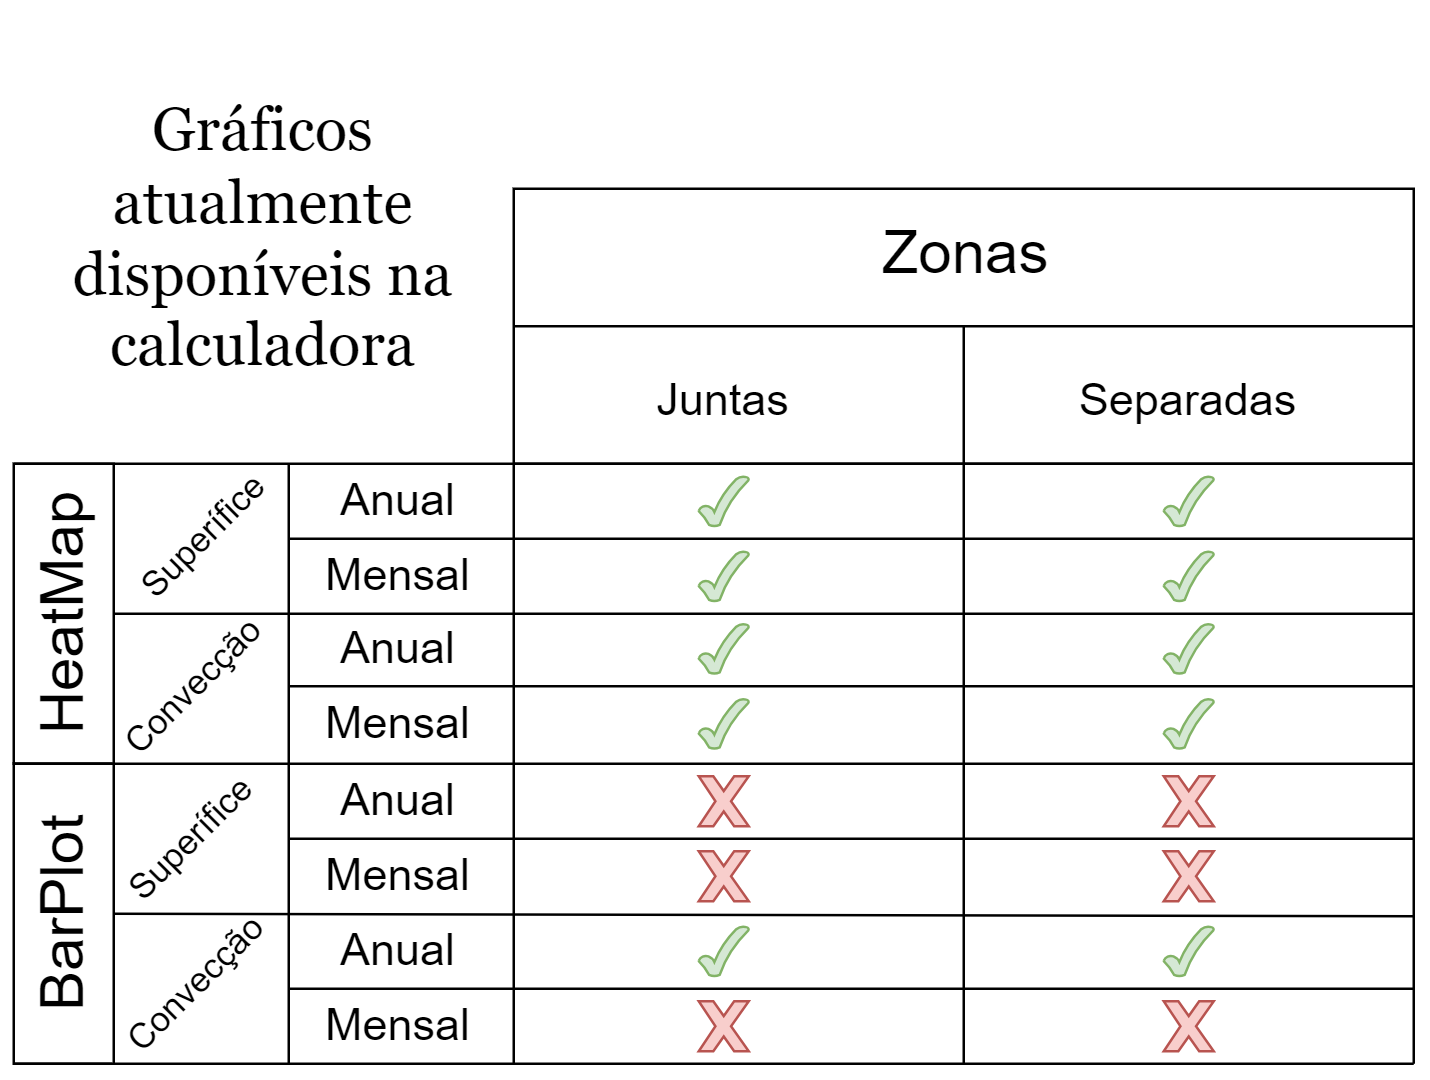 Gráficos
atualmente
disponíveis na
calculadora
Zonas
Juntas
Separadas
HeatMap
Superífice
Anual
Mensal
Convecção
Anual
Mensal
BarPlot
Superífice
Anual
Mensal
Convecção
Anual
Mensal